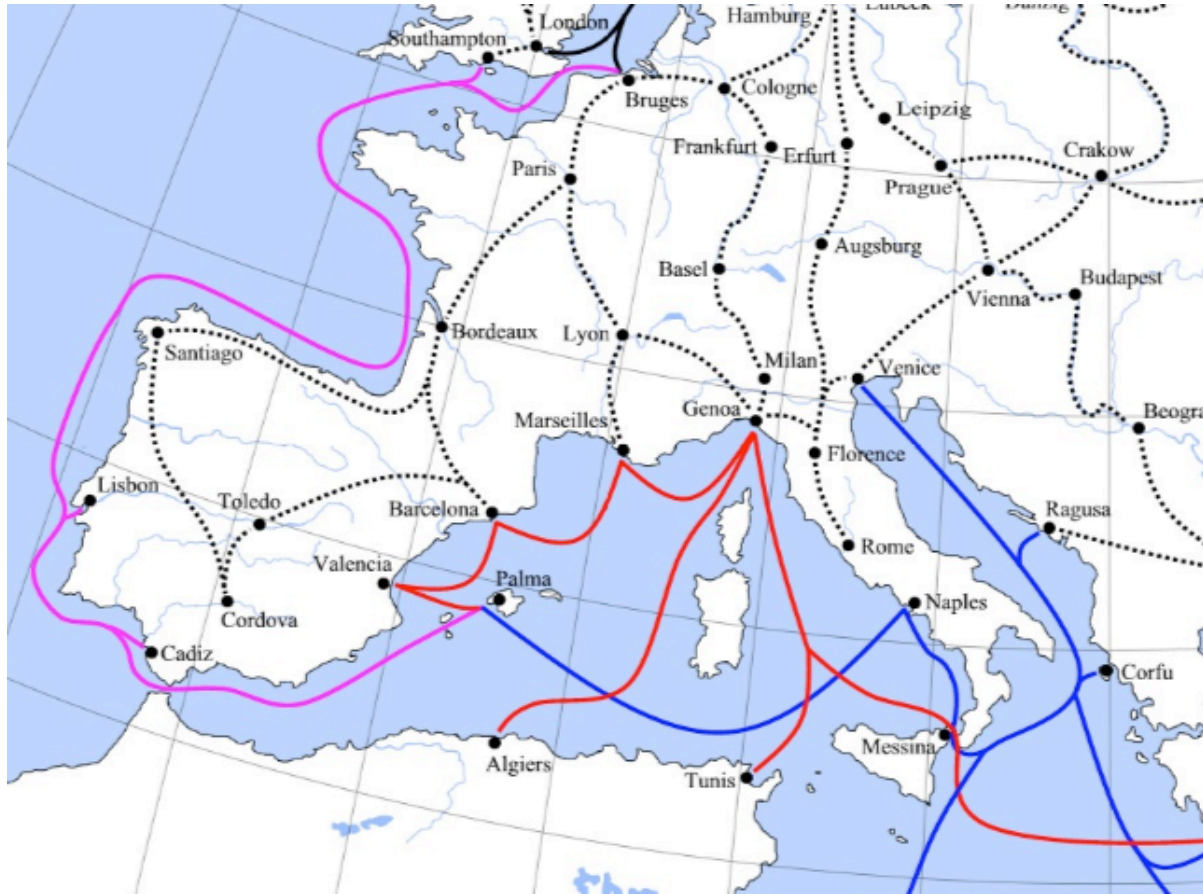 London
Hamburg
Lübeck
Danzig
Southampton
Bruges
Cologne
Leipzig
Paris
Frankfurt
Erfurt
Prague
Crakow
Basel
Augsburg
Vienna
Budapest
Santiago
Bordeaux
Lyon
Milan
Venice
Genoa
Marseilles
Florence
Beogra
Lisbon
Toledo
Barcelona
Ragusa
Valencia
Palma
Rome
Cordova
Naples
Cadiz
Corfu
Algiers
Messina
Tunis